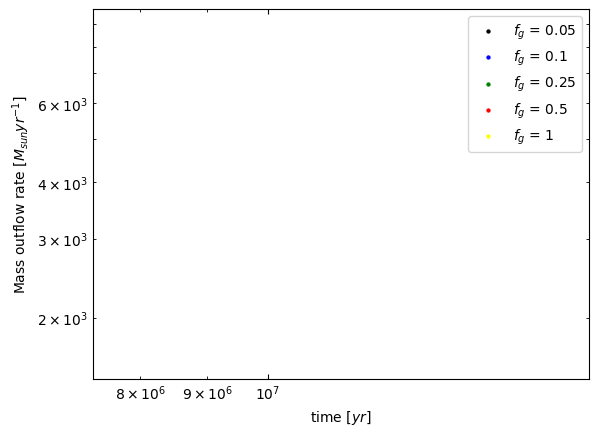 Mass outflow rate [M_sun yr^−1]
6 × 10^3
4 × 10^3
3 × 10^3
2 × 10^3
8 × 10^6
9 × 10^6
10^7
time [yr]
f_g = 0.05
f_g = 0.1
f_g = 0.25
f_g = 0.5
f_g = 1